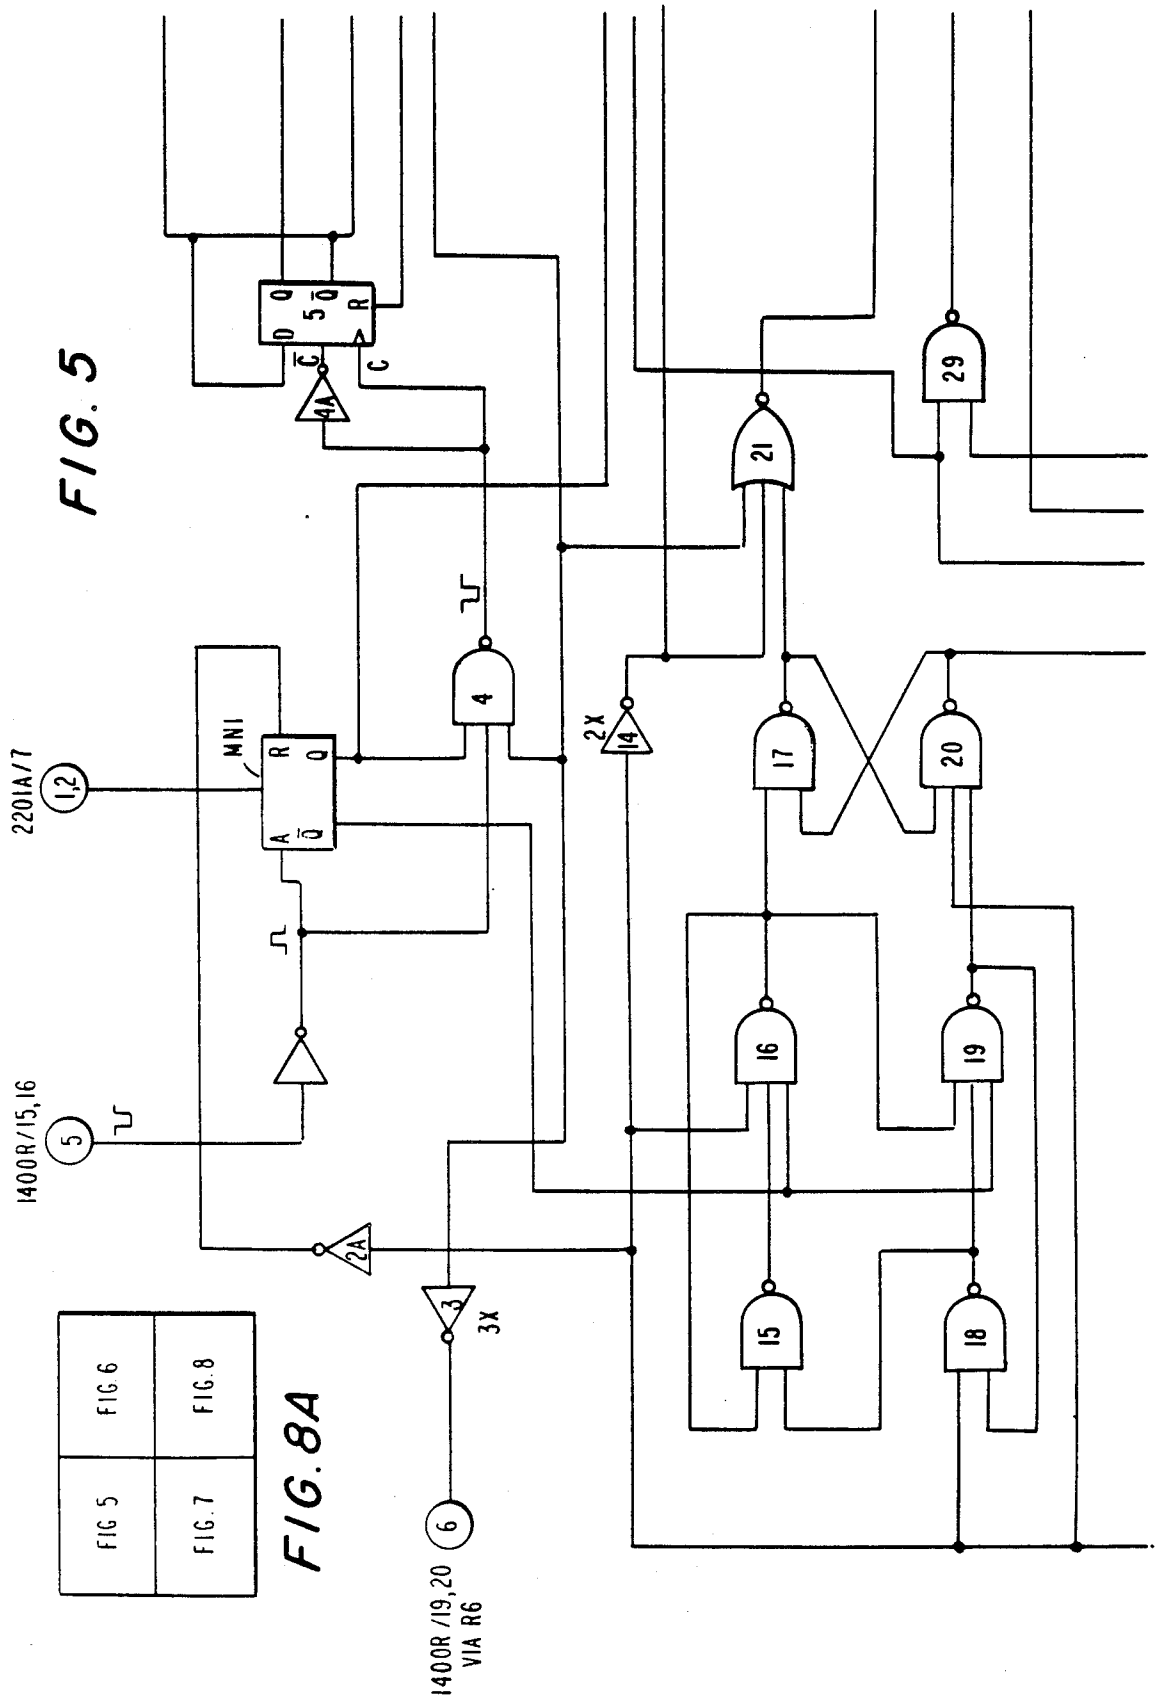 FIG. 5
FIG 5
FIG. 6
FIG. 7
FIG. 8
FIG. 8A
2201A/7
1,2
1400R/15,16
5
1400R/19,20
VIA R6
6
MN1
A
R
Q̅
Q
2A
3
3X
4
4A
C̅
C
D
Q
5
Q̅
R
2X
14
15
16
17
18
19
20
21
29